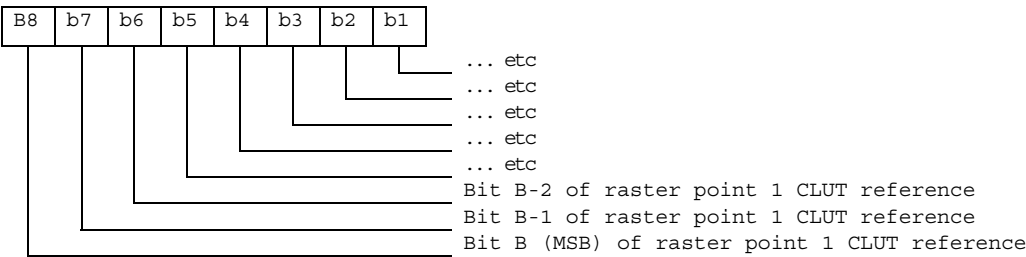 B8 b7 b6 b5 b4 b3 b2 b1
... etc
... etc
... etc
... etc
... etc
Bit B-2 of raster point 1 CLUT reference
Bit B-1 of raster point 1 CLUT reference
Bit B (MSB) of raster point 1 CLUT reference